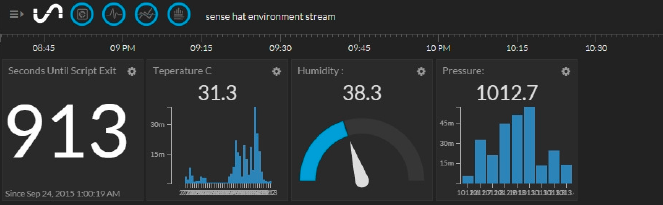 sense hat environment stream
08:45 09 PM 09:15 09:30 09:45 10 PM 10:15 10:30
Seconds Until Script Exit
913
Since Sep 24, 2015 1:00:19 AM
Teperature C
31.3
30m
15m
Humidity :
38.3
Pressure:
1012.7
45m
30m
15m